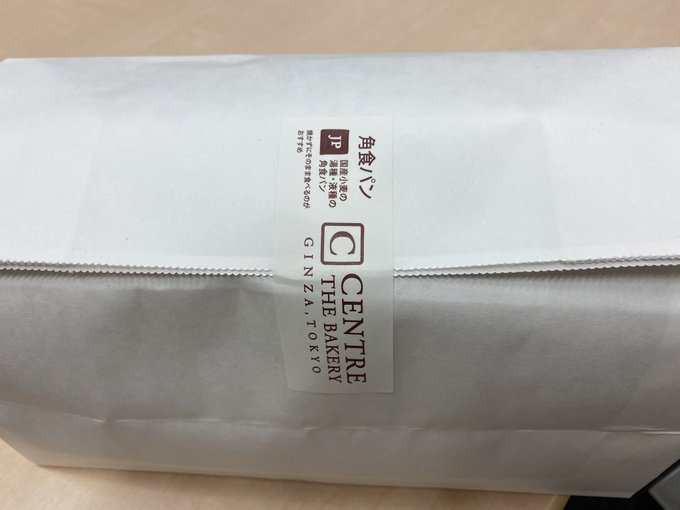 角食パン
JP
国産小麦の
湯種・液種の
角食パン
焼かずにそのまま食べるのが
おすすめ
C
CENTRE
THE BAKERY
GINZA, TOKYO